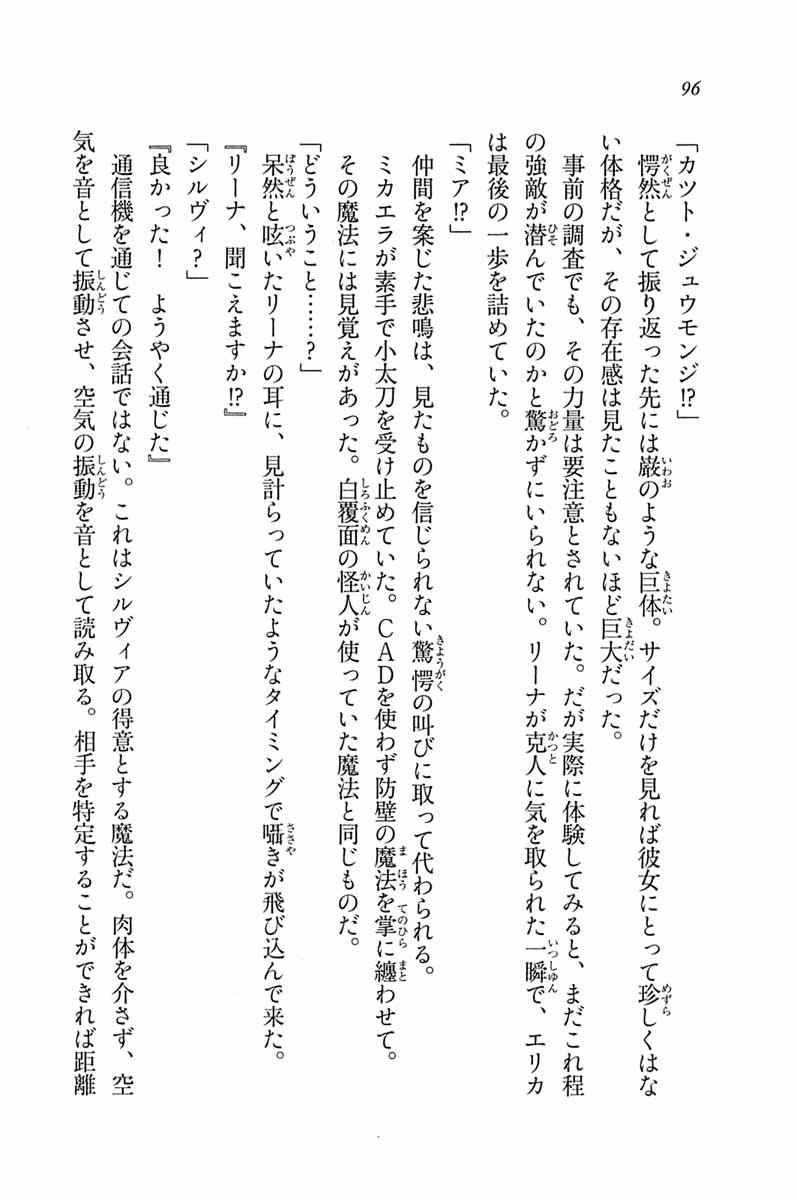 96
「カツト・ジュウモンジ!?」
愕然として振り返った先には巌のような巨体。サイズだけを見れば彼女にとって珍しくはな
い体格だが、その存在感は見たこともないほど巨大だった。
事前の調査でも、その力量は要注意とされていた。だが実際に体験してみると、まだこれ程
の強敵が潜んでいたのかと驚かずにいられない。リーナが克人に気を取られた一瞬で、エリカ
は最後の一歩を詰めていた。
「ミア!?」
仲間を案じた悲鳴は、見たものを信じられない驚愕の叫びに取って代わられる。
ミカエラが素手で小太刀を受け止めていた。ＣＡＤを使わず防壁の魔法を掌に纏わせて。
その魔法には見覚えがあった。白覆面の怪人が使っていた魔法と同じものだ。
「どういうこと……？」
呆然と呟いたリーナの耳に、見計らっていたようなタイミングで囁きが飛び込んで来た。
『リーナ、聞こえますか!?』
「シルヴィ？」
『良かった！　ようやく通じた』
通信機を通じての会話ではない。これはシルヴィアの得意とする魔法だ。肉体を介さず、空
気を音として振動させ、空気の振動を音として読み取る。相手を特定することができれば距離